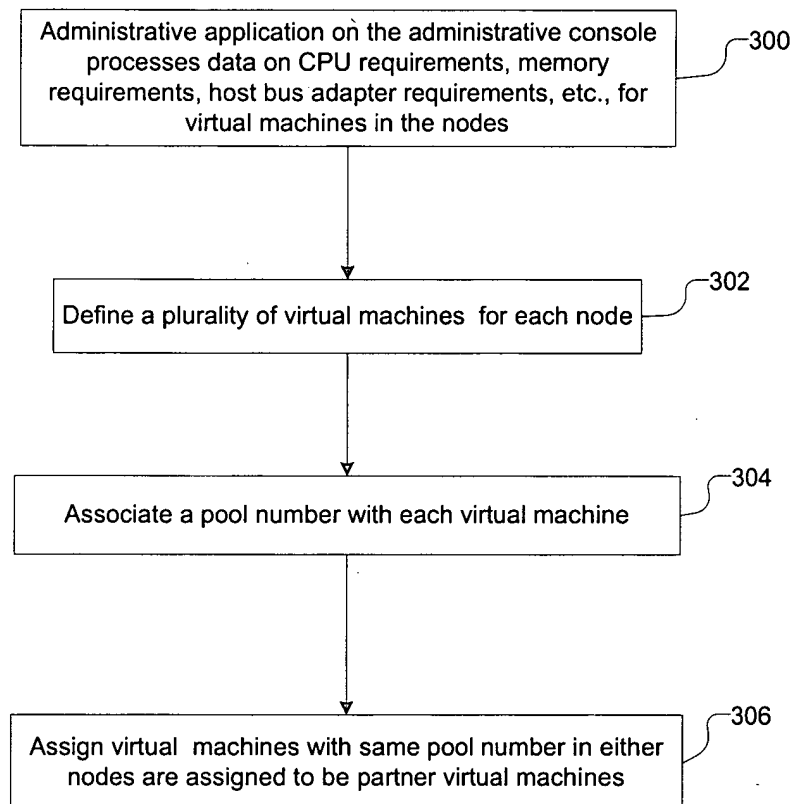 Administrative application on the administrative console
processes data on CPU requirements, memory
requirements, host bus adapter requirements, etc., for
virtual machines in the nodes
300
Define a plurality of virtual machines for each node
302
Associate a pool number with each virtual machine
304
Assign virtual machines with same pool number in either
nodes are assigned to be partner virtual machines
306